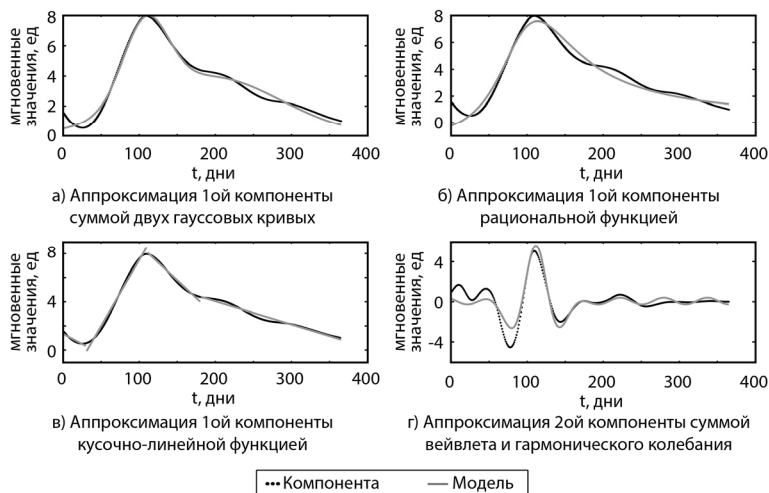 мгновенные
значения, ед
8
6
4
2
0
0
100
200
300
400
t, дни
а) Аппроксимация 1ой компоненты
суммой двух гауссовых кривых
мгновенные
значения, ед
8
6
4
2
0
0
100
200
300
400
t, дни
б) Аппроксимация 1ой компоненты
рациональной функцией
мгновенные
значения, ед
8
4
0
0
100
200
300
400
t, дни
в) Аппроксимация 1ой компоненты
кусочно-линейной функцией
мгновенные
значения, ед
4
0
-4
0
100
200
300
400
t, дни
г) Аппроксимация 2ой компоненты суммой
вейвлета и гармонического колебания
Компонента Модель